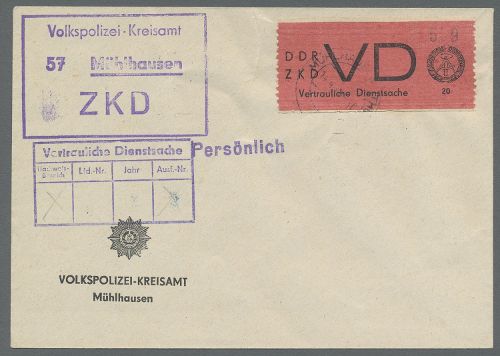 Volkspolizei-Kreisamt
57 Mühlhausen
ZKD
DDR
ZKD
VD
Vertrauliche Dienstsache 20
Vertrauliche Dienstsache
Lfd.-Nr. Jahr Ausf.-Nr.
Persönlich
VOLKSPOLIZEI-KREISAMT
Mühlhausen